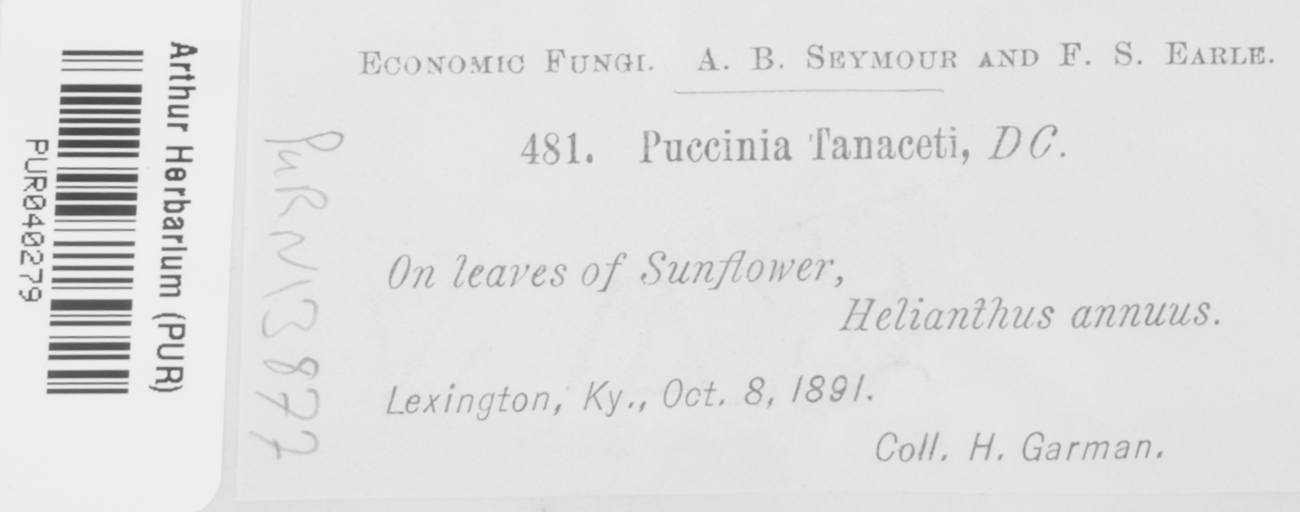 Arthur Herbarium (PUR)
PUR040279
PUR N13877
ECONOMIC FUNGI. A. B. SEYMOUR AND F. S. EARLE.
481. Puccinia Tanaceti, DC.
On leaves of Sunflower,
Helianthus annuus.
Lexington, Ky., Oct. 8, 1891.
Coll. H. Garman.